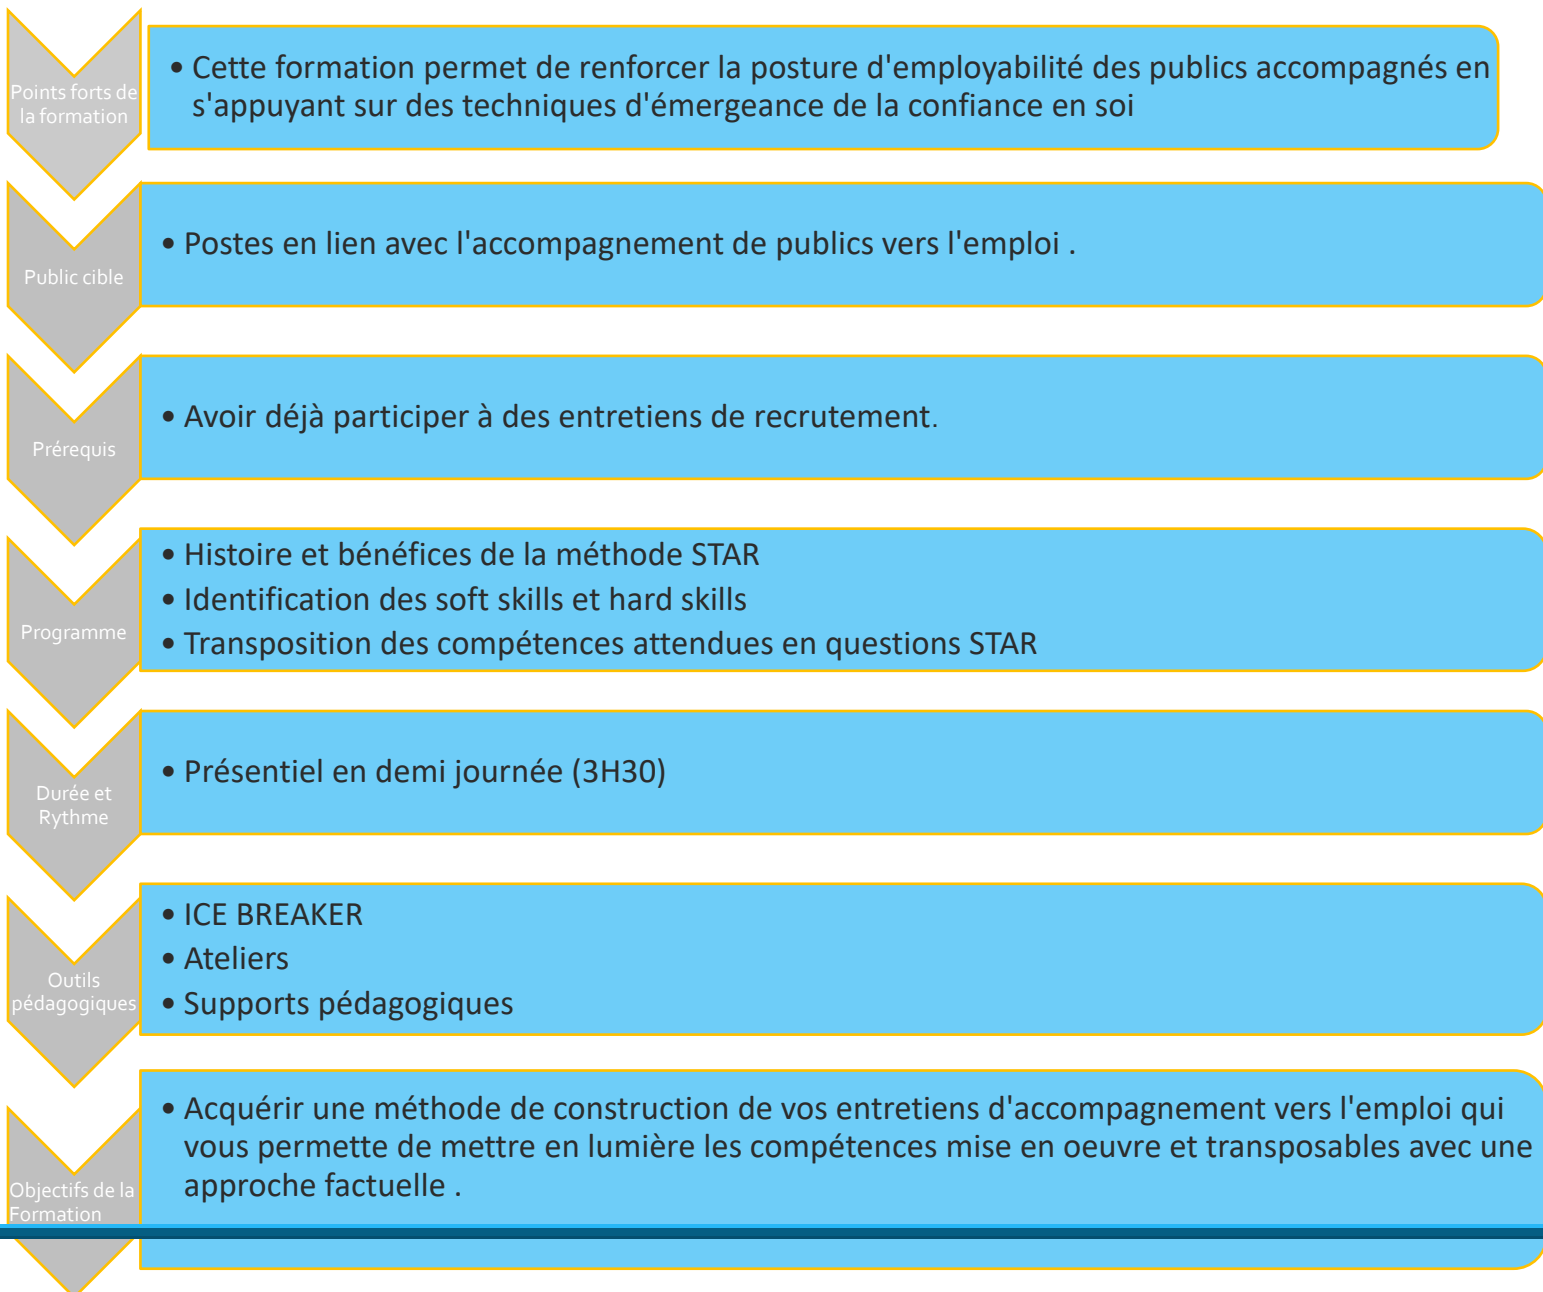 Points forts de
la formation
• Cette formation permet de renforcer la posture d'employabilité des publics accompagnés en
s'appuyant sur des techniques d'émergeance de la confiance en soi
Public cible
• Postes en lien avec l'accompagnement de publics vers l'emploi .
Prérequis
• Avoir déjà participer à des entretiens de recrutement.
Programme
• Histoire et bénéfices de la méthode STAR
• Identification des soft skills et hard skills
• Transposition des compétences attendues en questions STAR
Durée et
Rythme
• Présentiel en demi journée (3H30)
Outils
pédagogiques
• ICE BREAKER
• Ateliers
• Supports pédagogiques
Objectifs de la
Formation
• Acquérir une méthode de construction de vos entretiens d'accompagnement vers l'emploi qui
vous permette de mettre en lumière les compétences mise en oeuvre et transposables avec une
approche factuelle .